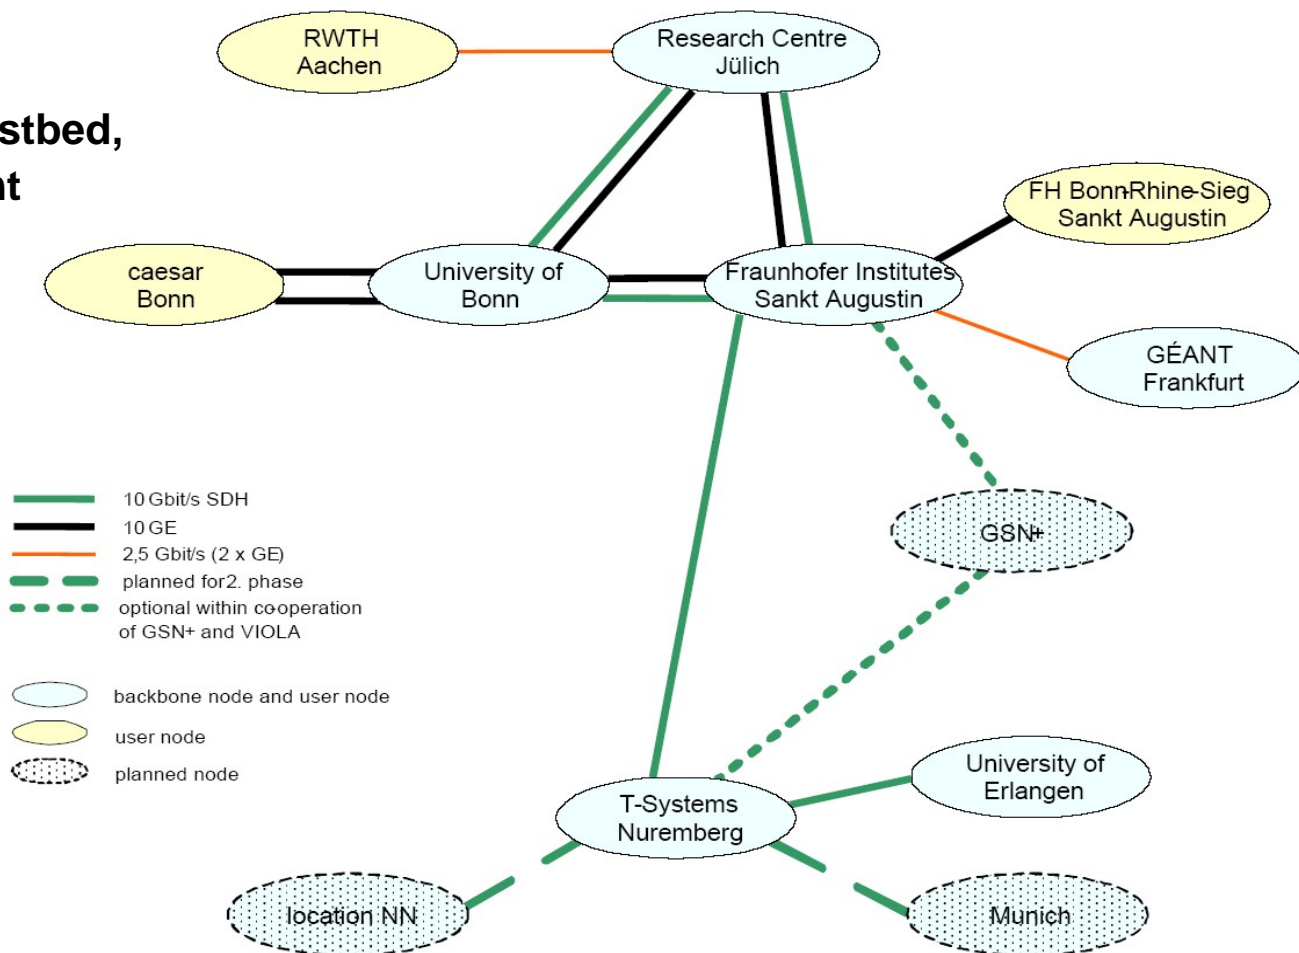 RWTH
Aachen
Research Centre
Jülich
stbed,
nt
FH Bonn-Rhine-Sieg
Sankt Augustin
caesar
Bonn
University of
Bonn
Fraunhofer Institutes
Sankt Augustin
GÉANT
Frankfurt
10 Gbit/s SDH
10 GE
2,5 Gbit/s (2 x GE)
planned for 2. phase
optional within co-operation
of GSN+ and VIOLA
GSN+
backbone node and user node
user node
planned node
University of
Erlangen
T-Systems
Nuremberg
location NN
Munich